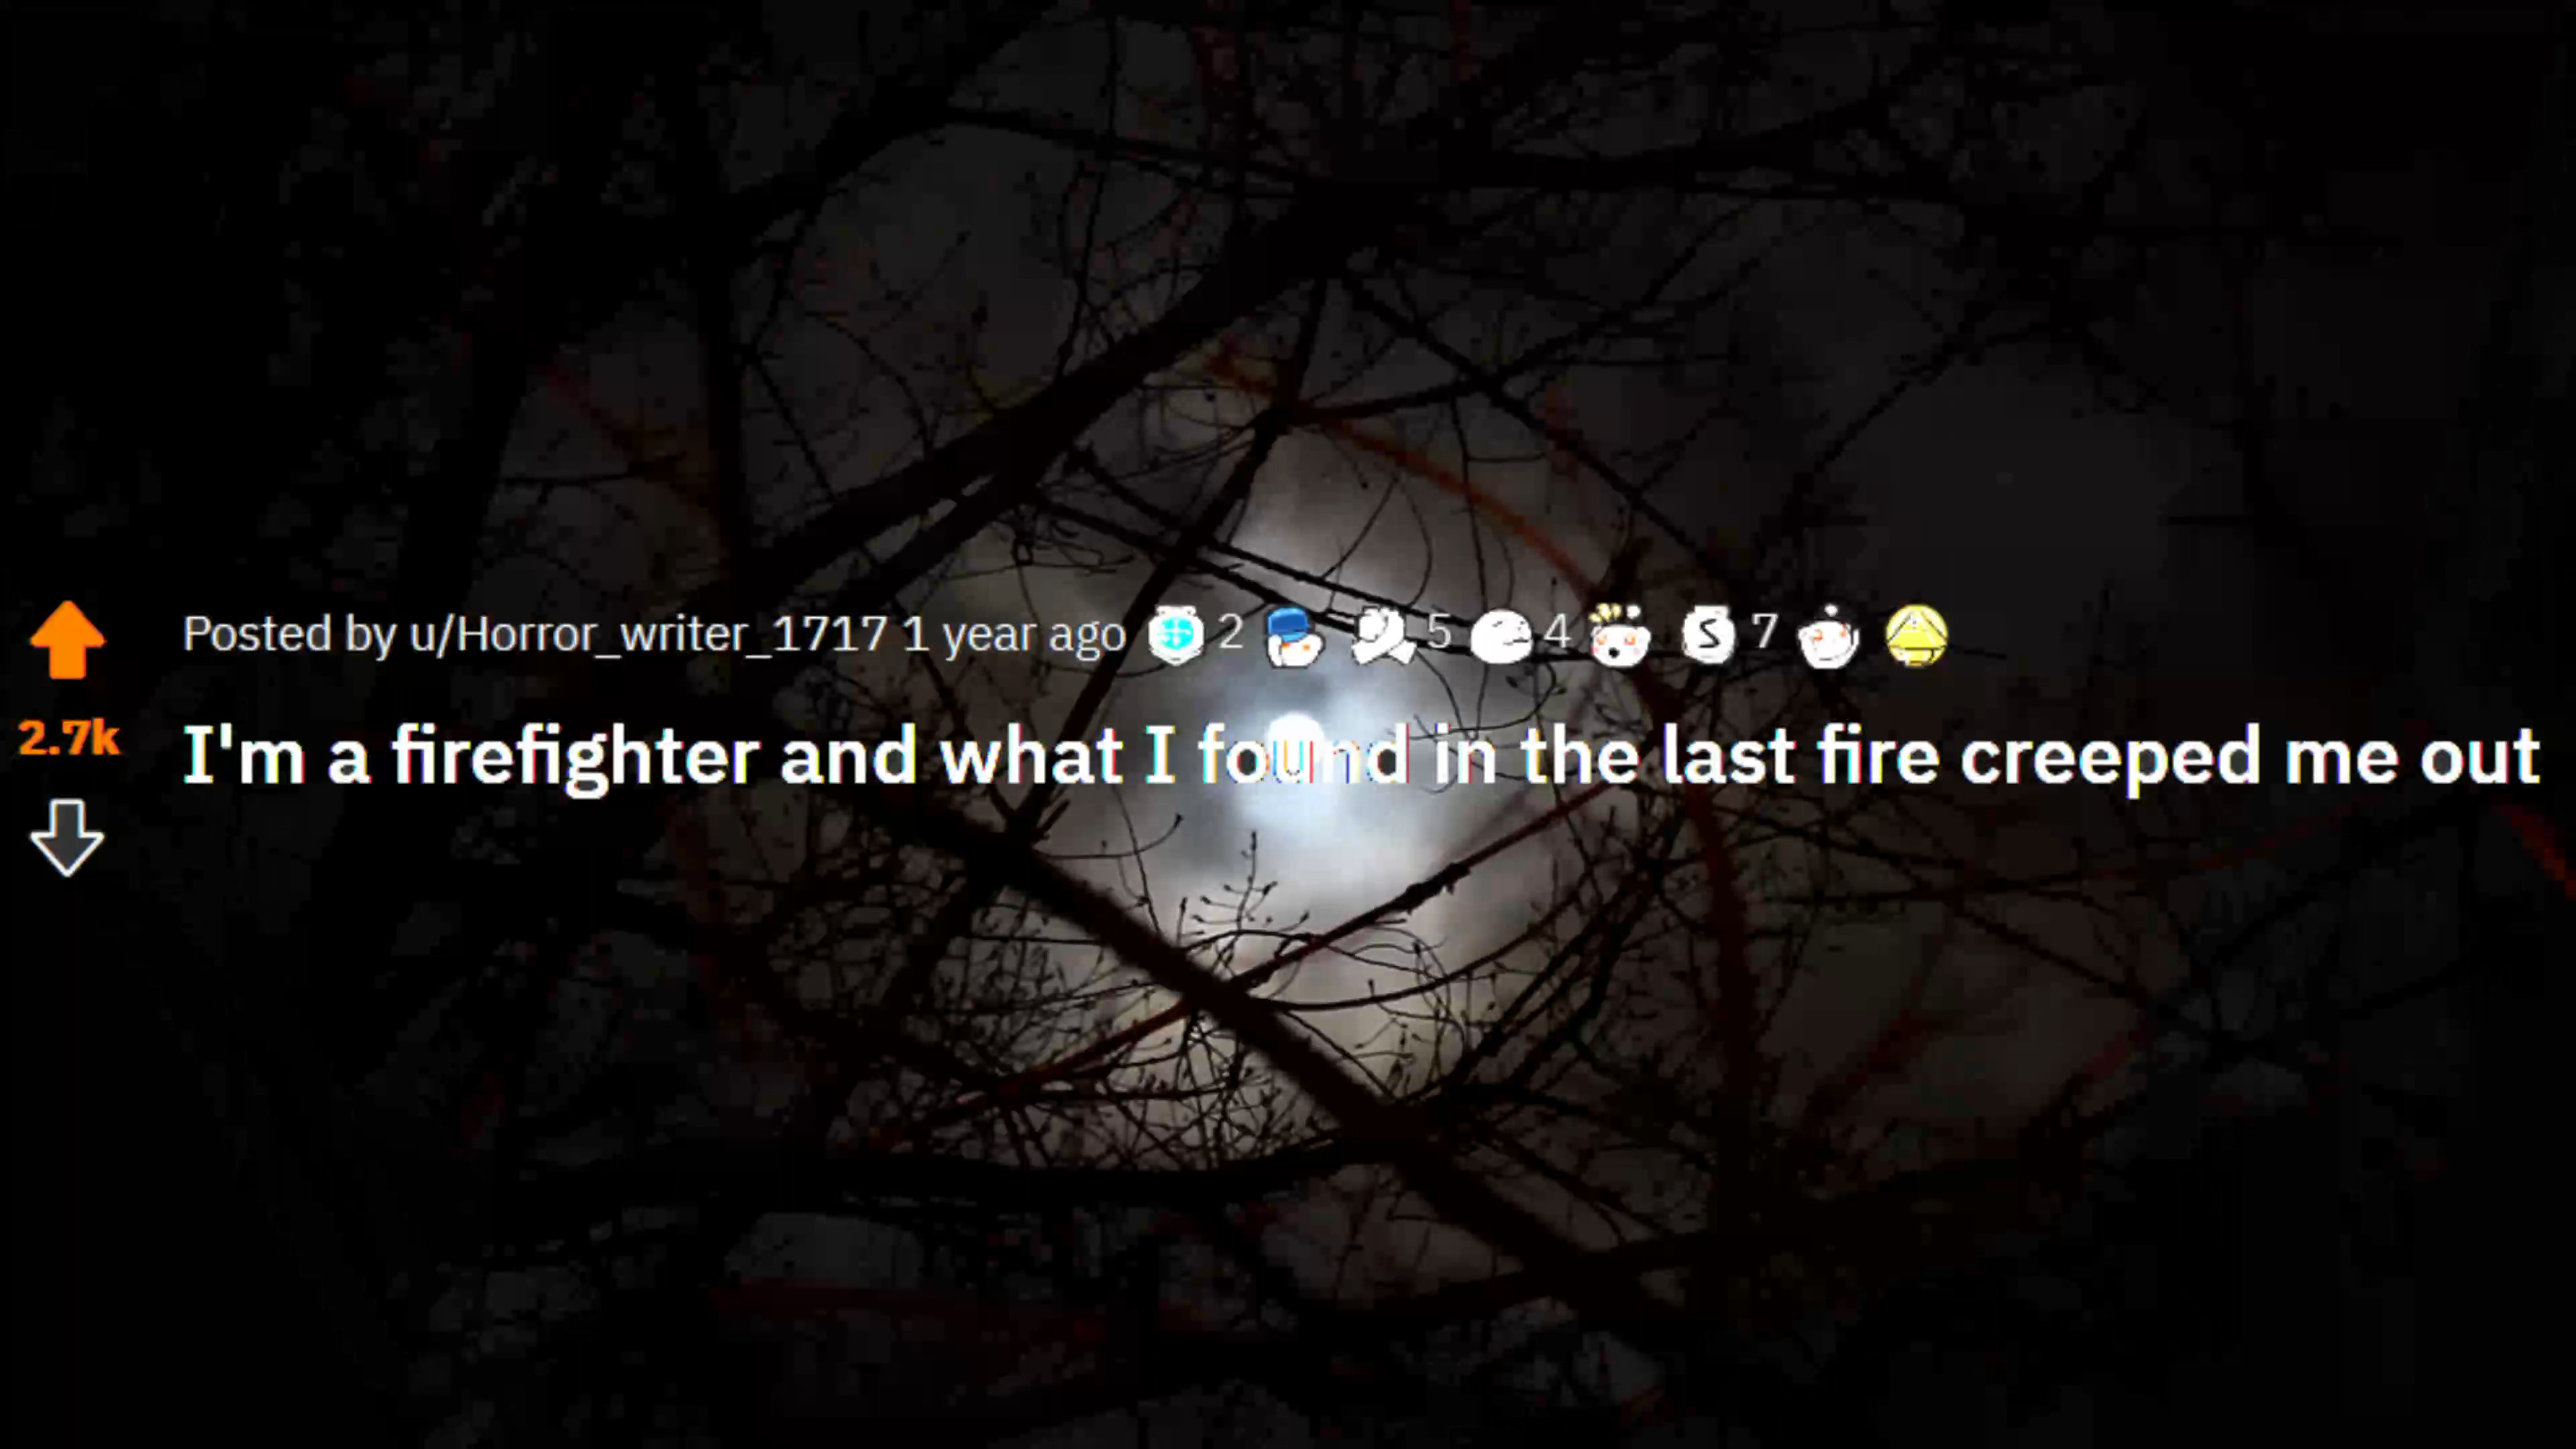 Posted by u/Horror_writer_1717 1 year ago 2 5 4 S 7
2.7k
I'm a firefighter and what I found in the last fire creeped me out